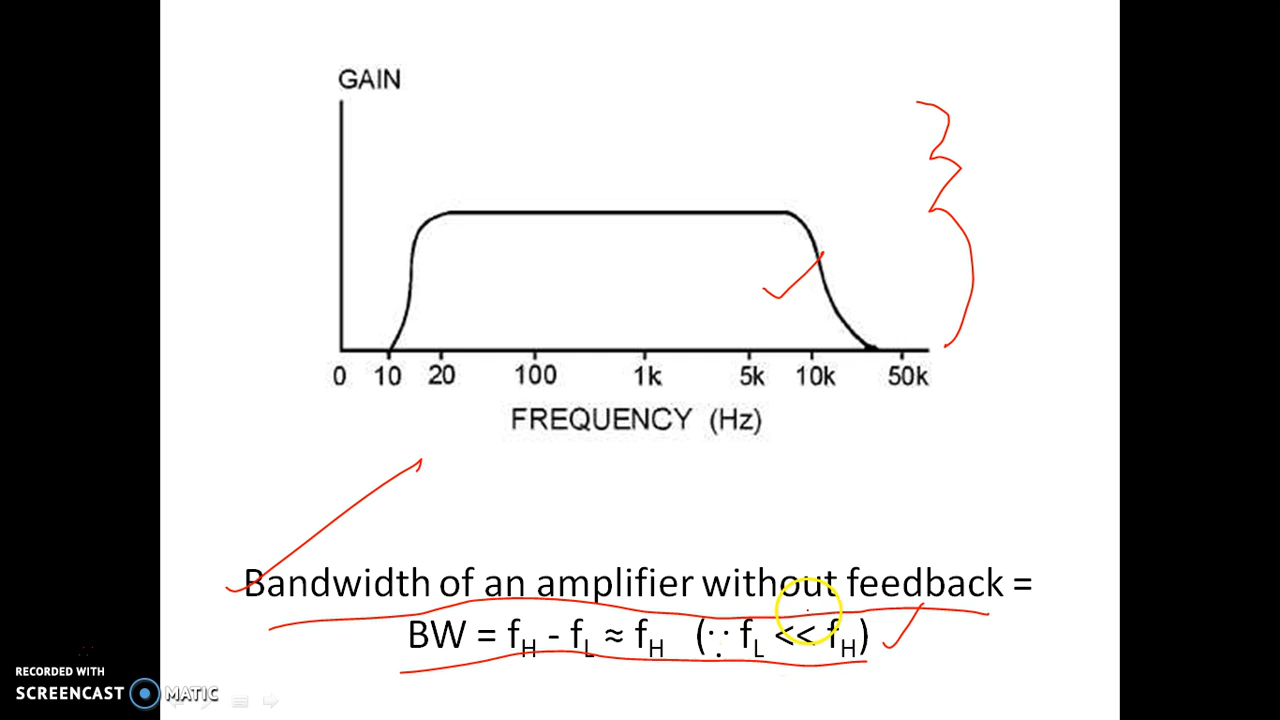 GAIN
0 10 20 100 1k 5k 10k 50k
FREQUENCY (Hz)
Bandwidth of an amplifier without feedback =
BW = fH - fL ≈ fH (∵ fL << fH)
RECORDED WITH
SCREENCAST MATIC